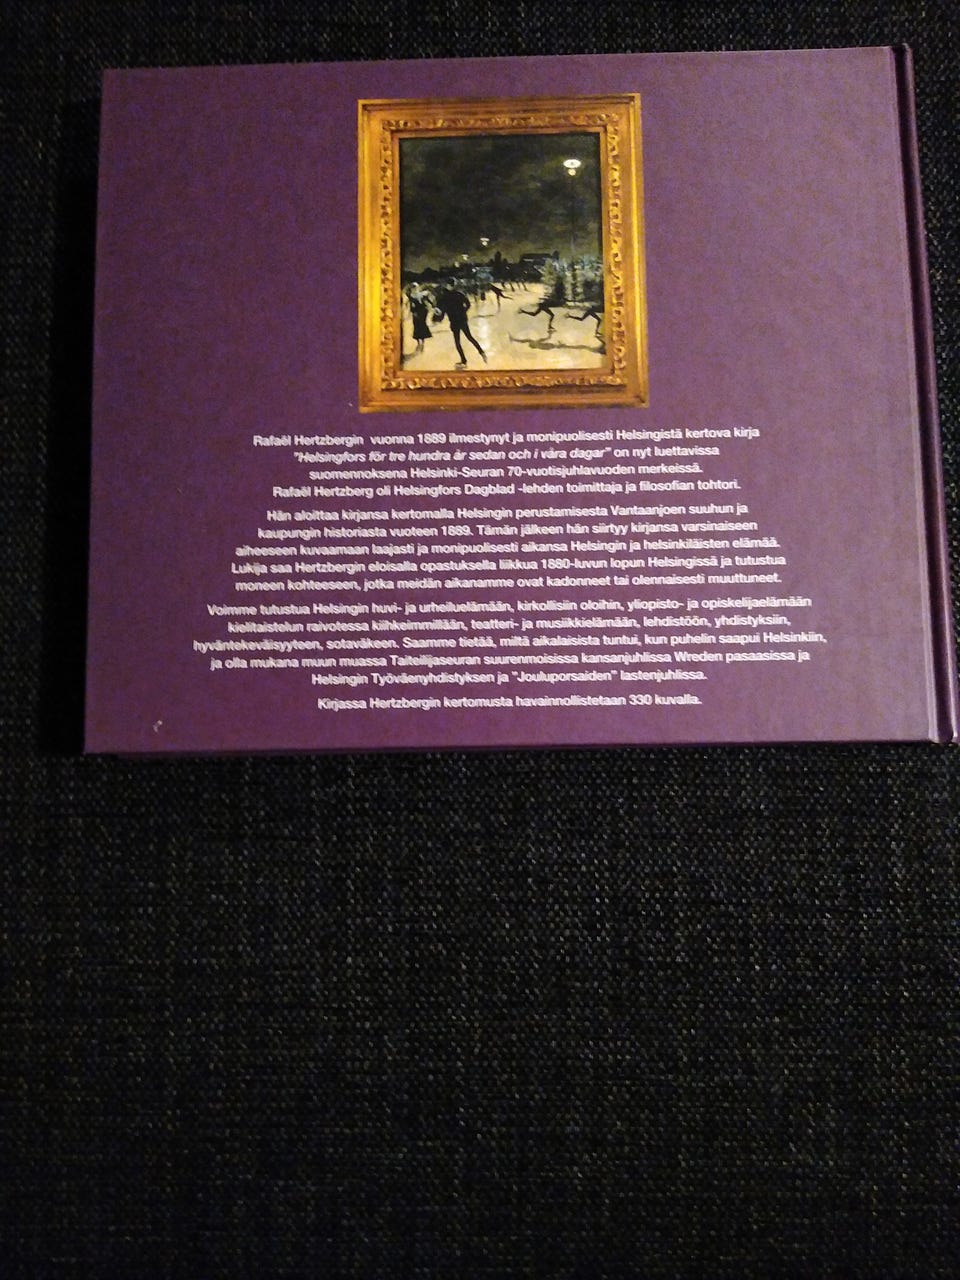 Rafaël Hertzbergin vuonna 1889 ilmestynyt ja monipuolisesti Helsingistä kertova kirja
"Helsingfors för tre hundra år sedan och i våra dagar" on nyt luettavissa
suomennoksena Helsinki-Seuran 70-vuotisjuhlavuoden merkeissä.
Rafaël Hertzberg oli Helsingfors Dagblad -lehden toimittaja ja filosofian tohtori.
Hän aloittaa kirjansa kertomalla Helsingin perustamisesta Vantaanjoen suuhun ja
kaupungin historiasta vuoteen 1889. Tämän jälkeen hän siirtyy kirjansa varsinaiseen
aiheeseen kuvaamaan laajasti ja monipuolisesti aikansa Helsingin ja helsinkiläisten elämää.
Lukija saa Hertzbergin eloisalla opastuksella liikkua 1880-luvun lopun Helsingissä ja tutustua
moneen kohteeseen, jotka meidän aikanamme ovat kadonneet tai olennaisesti muuttuneet.
Voimme tutustua Helsingin huvi- ja urheiluelämään, kirkollisiin oloihin, yliopisto- ja opiskelijaelämään
kielitaistelun raivotessa kiihkeimmillään, teatteri- ja musiikkielämään, lehdistöön, yhdistyksiin,
hyväntekeväisyyteen, sotaväkeen. Saamme tietää, miltä aikalaisista tuntui, kun puhelin saapui Helsinkiin,
ja olla mukana muun muassa Taiteilijaseuran suurenmoisissa kansanjuhlissa Wreden pasaasissa ja
Helsingin Työväenyhdistyksen ja "Jouluporsaiden" lastenjuhlissa.
Kirjassa Hertzbergin kertomusta havainnollistetaan 330 kuvalla.